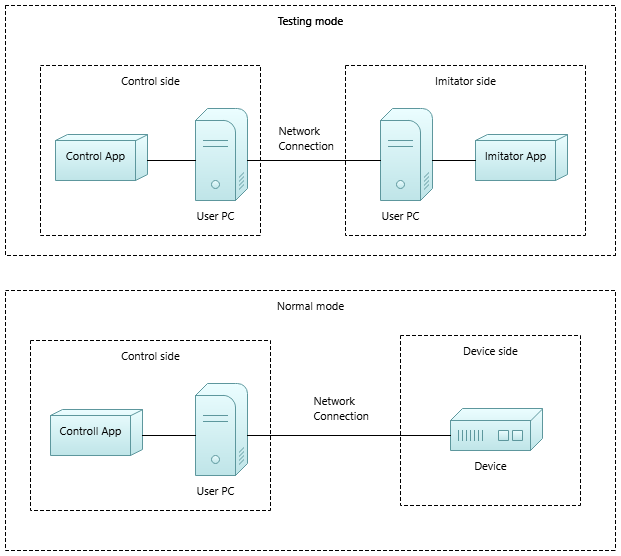 Testing mode
Control side
Imitator side
Network
Connection
Control App
Imitator App
User PC
User PC
Normal mode
Control side
Device side
Network
Connection
Controll App
Device
User PC